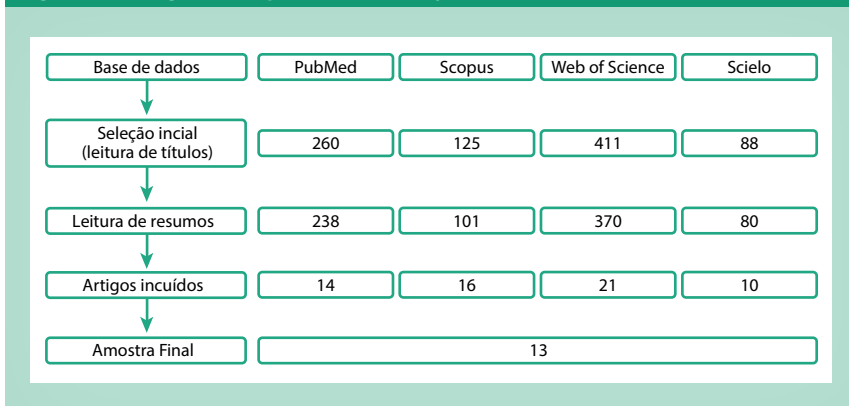 Base de dados PubMed Scopus Web of Science Scielo
Seleção incial
(leitura de títulos) 260 125 411 88
Leitura de resumos 238 101 370 80
Artigos incuídos 14 16 21 10
Amostra Final 13